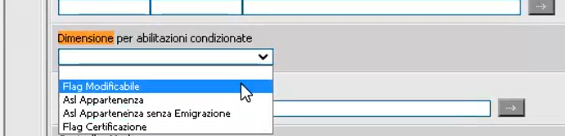 Dimensione per abilitazioni condizionate
Flag Modificabile
Asl Appartenenza
Asl Appartenenza senza Emigrazione
Flag Certificazione